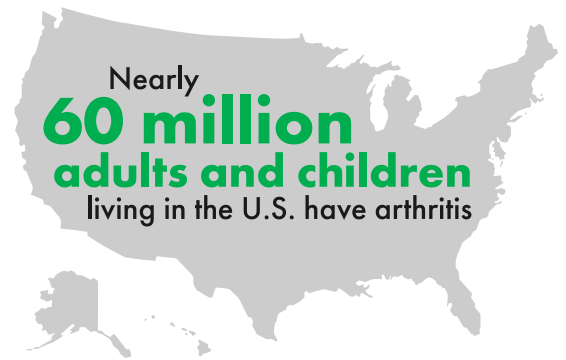 Nearly
60 million
adults and children
living in the U.S. have arthritis